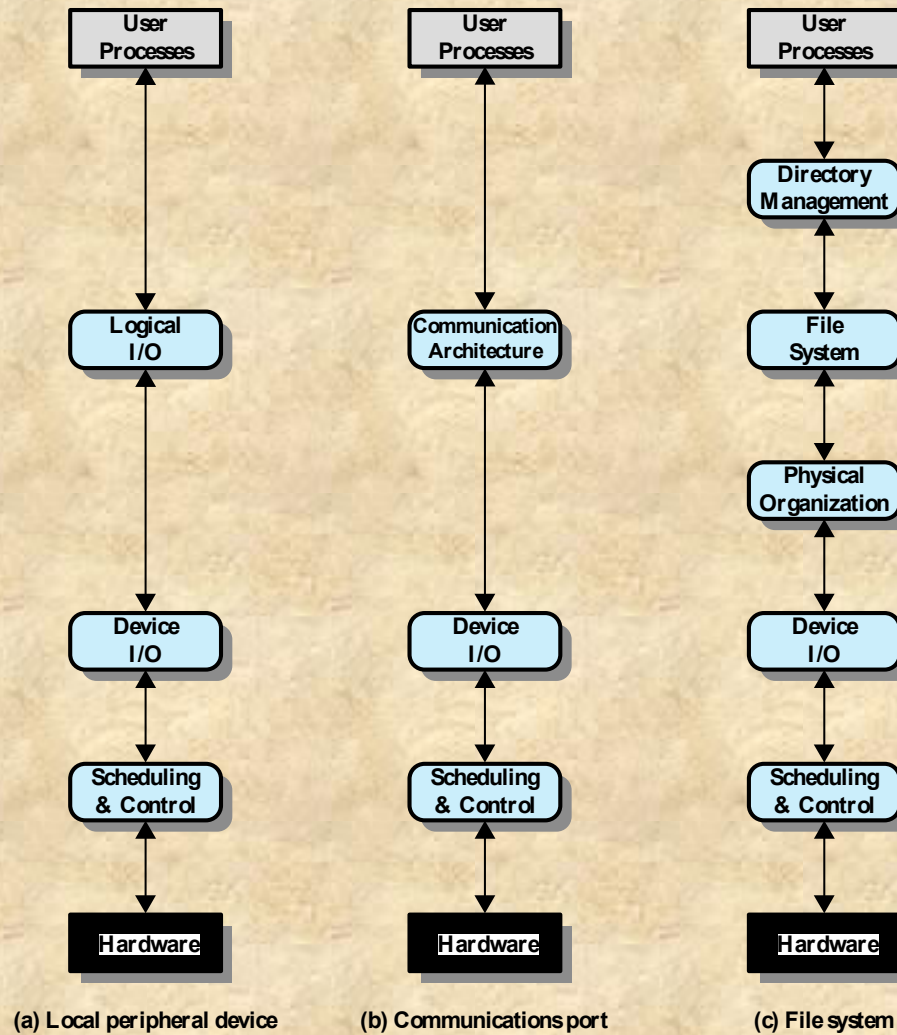 User
Processes
Logical
I/O
Device
I/O
Scheduling
& Control
Hardware
(a) Local peripheral device
User
Processes
Communication
Architecture
Device
I/O
Scheduling
& Control
Hardware
(b) Communications port
User
Processes
Directory
Management
File
System
Physical
Organization
Device
I/O
Scheduling
& Control
Hardware
(c) File system